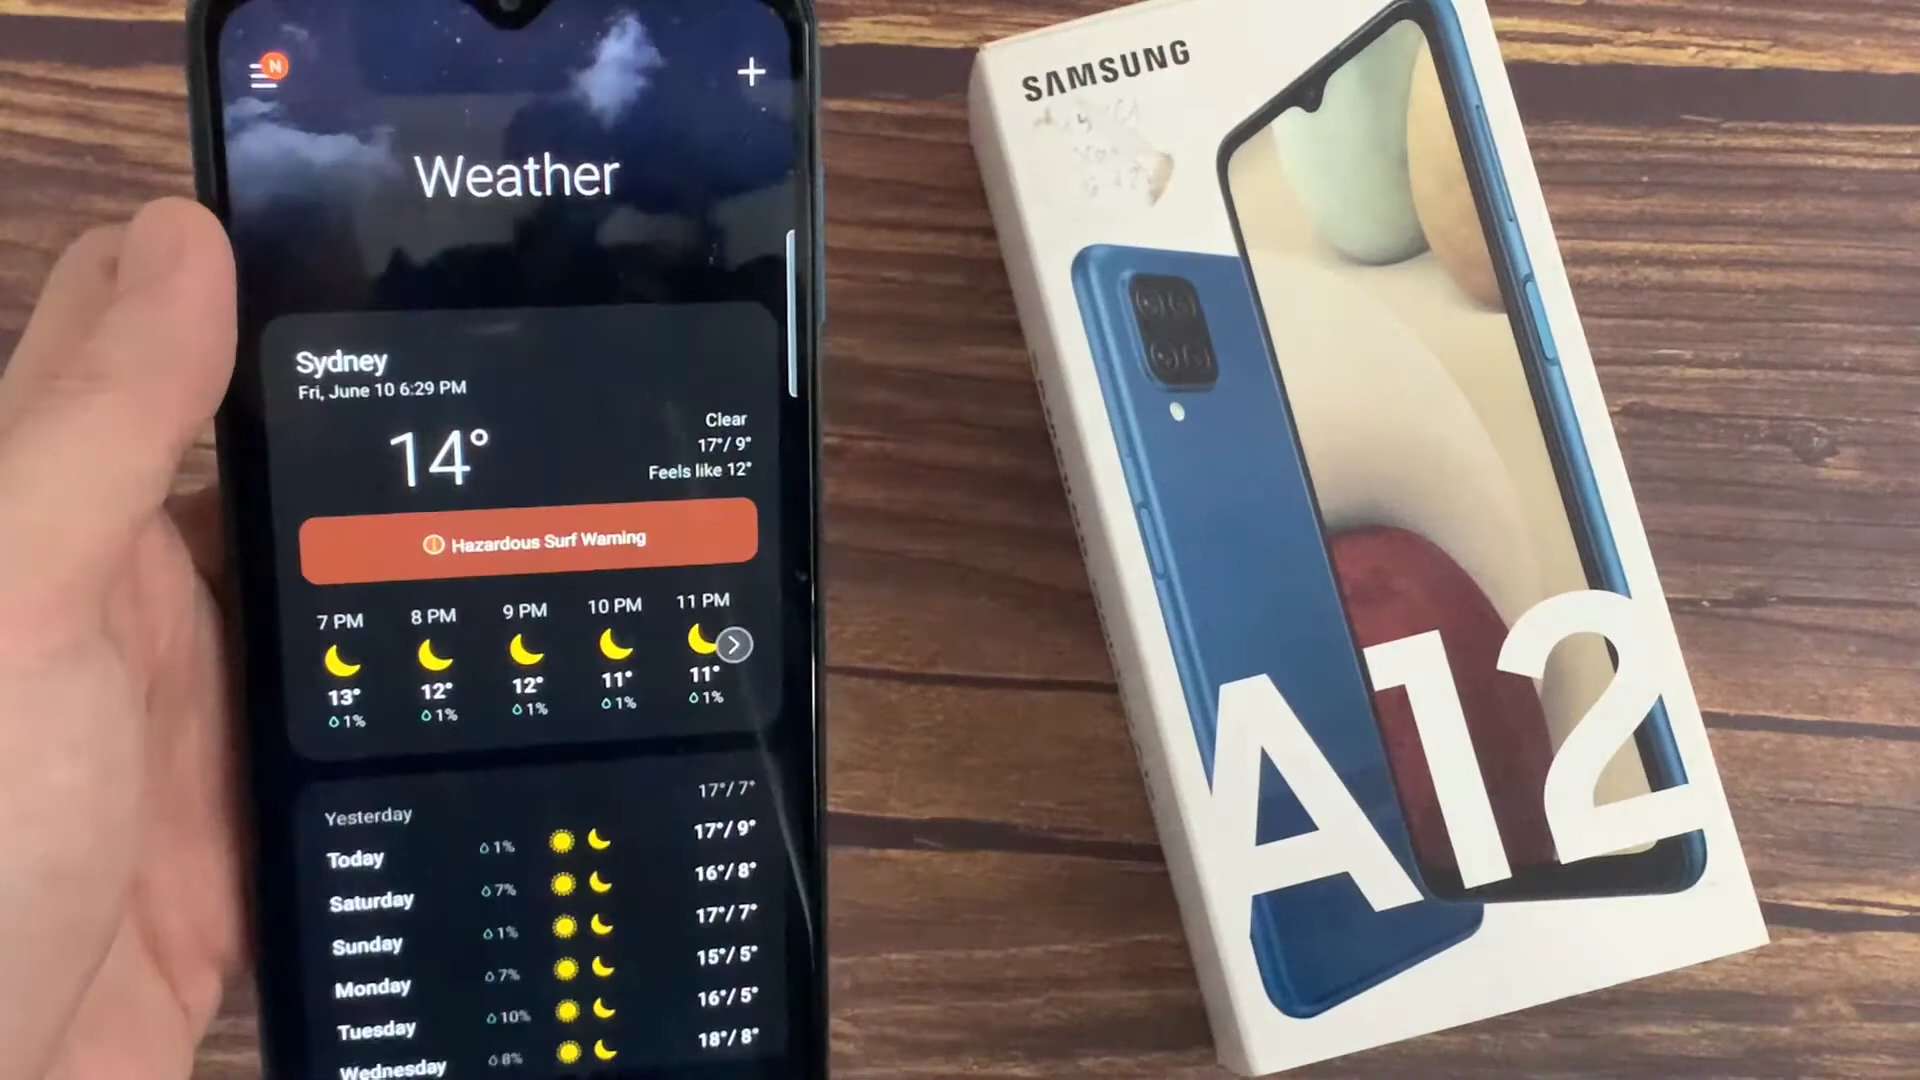 N
Weather
Sydney
Fri, June 10 6:29 PM
14°
Clear
17°/ 9°
Feels like 12°
Hazardous Surf Warning
7 PM 8 PM 9 PM 10 PM 11 PM
13° 12° 12° 11° 11°
1% 1% 1% 1% 1%
Yesterday 17°/ 7°
Today 1% 17°/ 9°
Saturday 7% 16°/ 8°
Sunday 1% 17°/ 7°
Monday 7% 15°/ 5°
Tuesday 10% 16°/ 5°
Wednesday 8% 18°/ 8°
SAMSUNG
A12